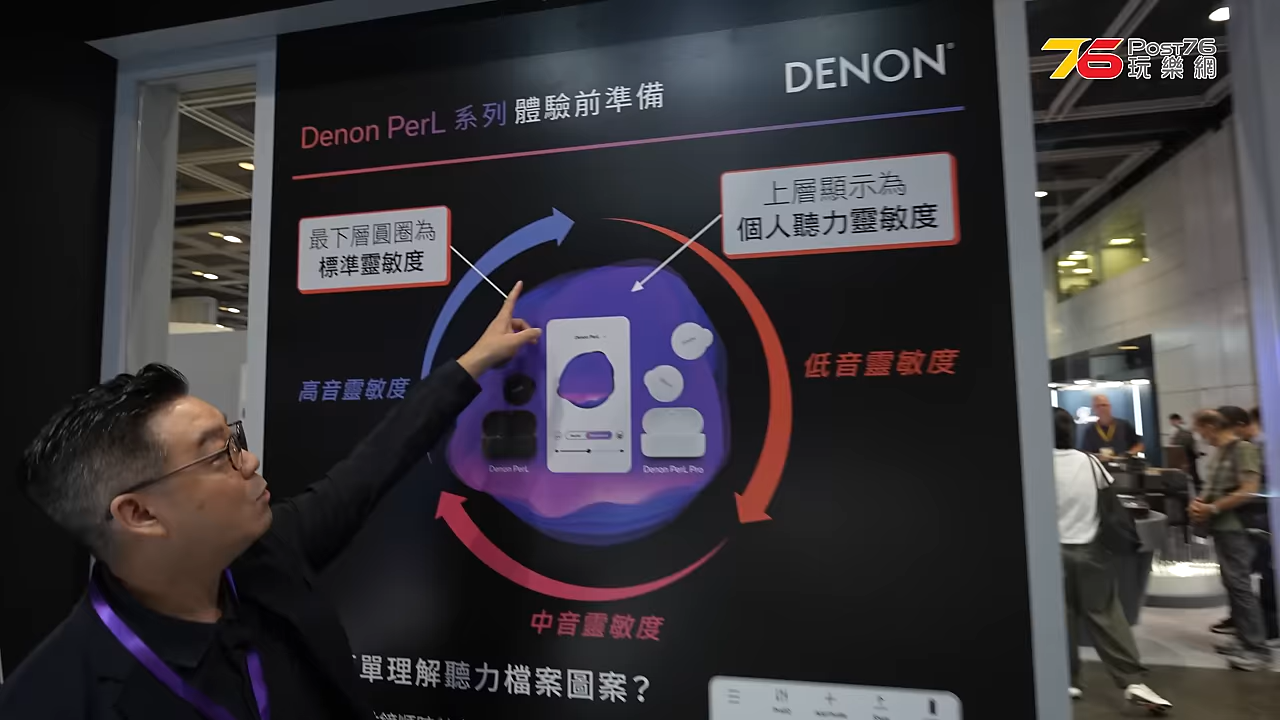 76 Post76
玩樂網
DENON
Denon PerL 系列 體驗前準備
上層顯示為
個人聽力靈敏度
最下層圓圈為
標準靈敏度
高音靈敏度
低音靈敏度
Denon PerL
Denon PerL
Denon PerL Pro
中音靈敏度
單理解聽力檔案圖案？